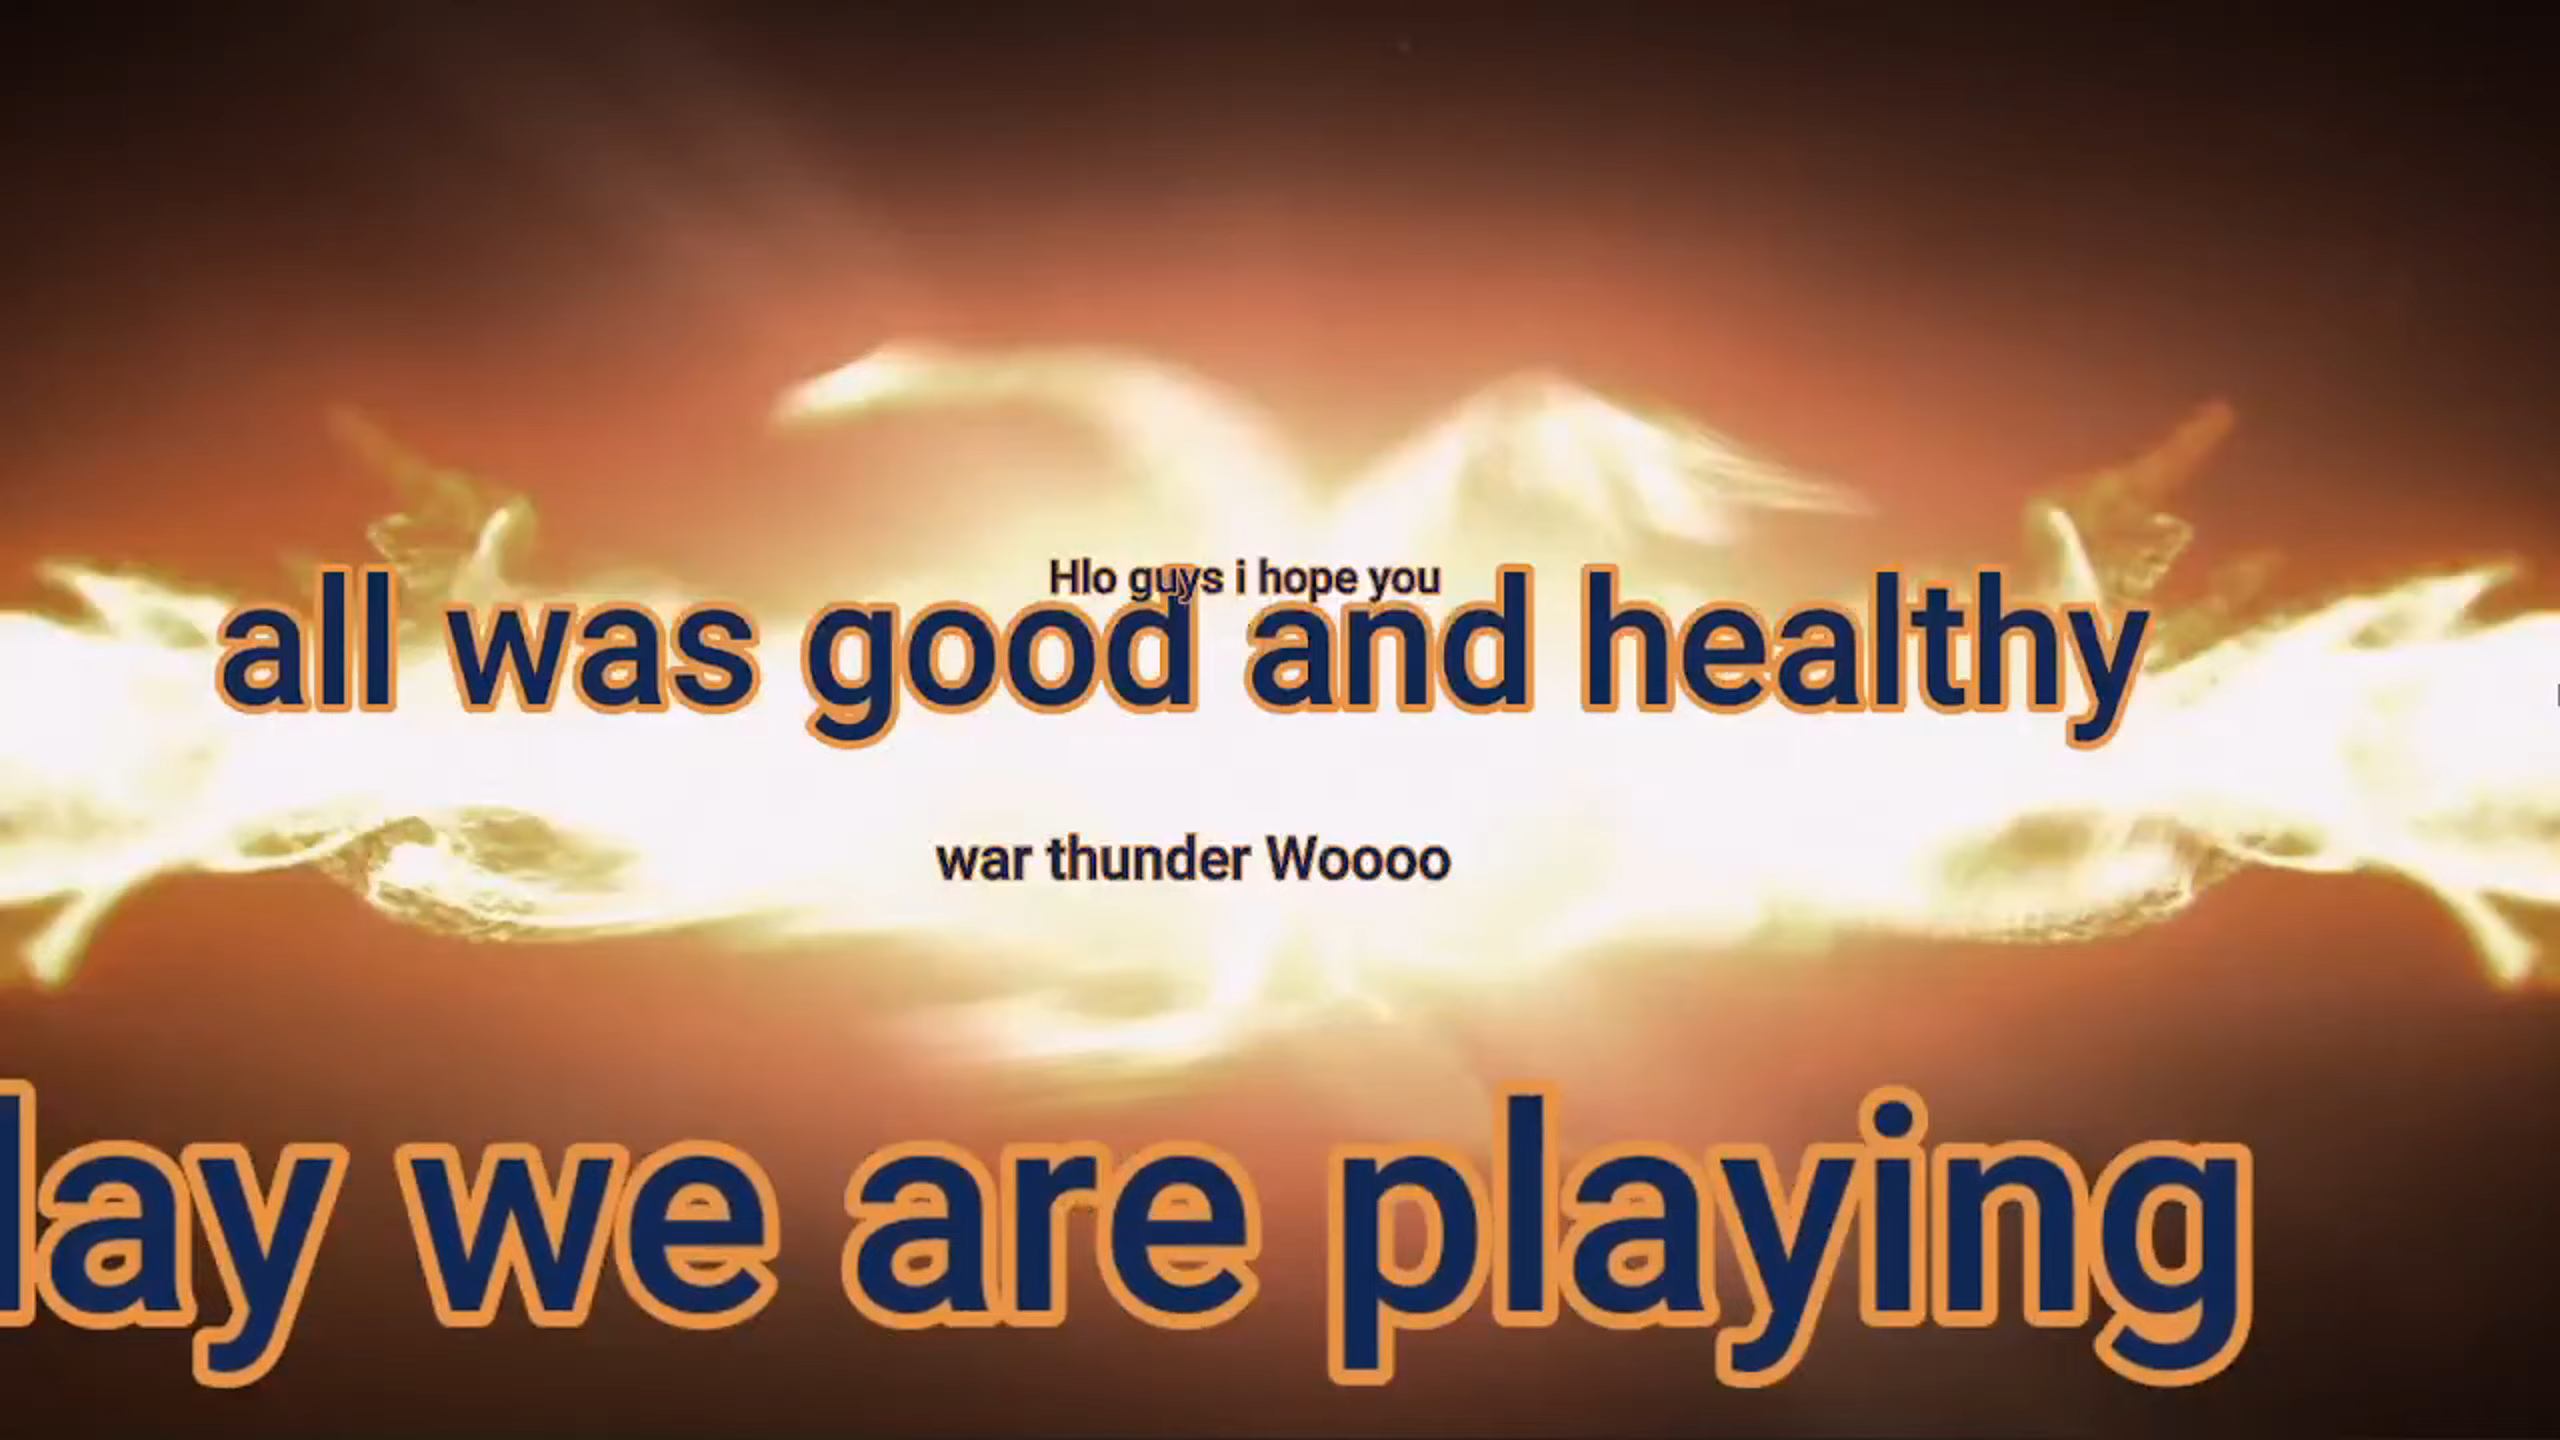 Hlo guys i hope you
all was good and healthy
war thunder Woooo
lay we are playing